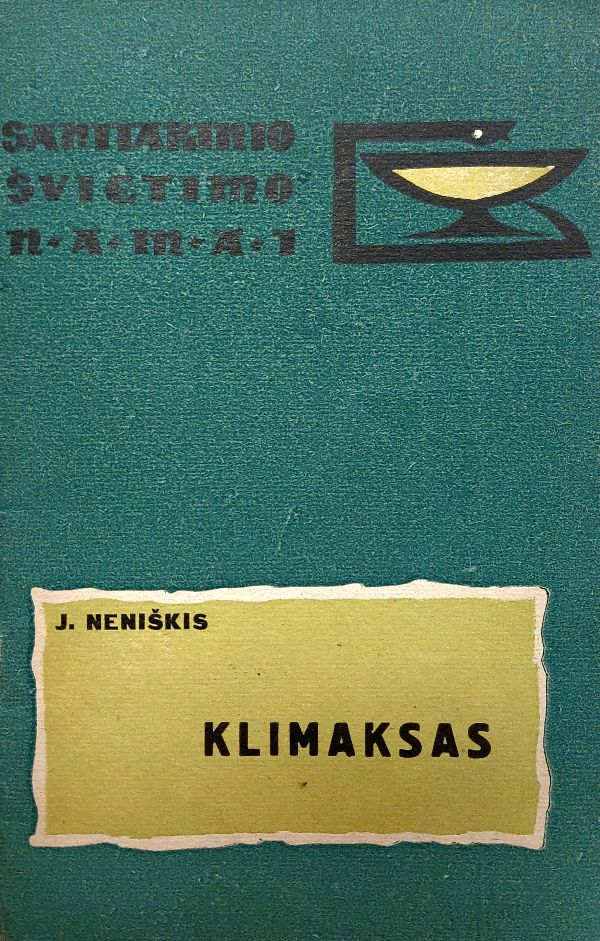 SANITARINIO
ŠVIETIMO
N·A·M·A·I
J. NENIŠKIS
KLIMAKSAS